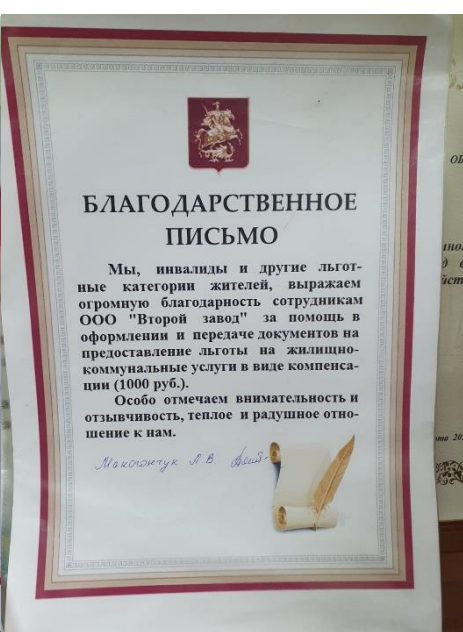 БЛАГОДАРСТВЕННОЕ
ПИСЬМО
Мы, инвалиды и другие льгот-
ные категории жителей, выражаем
огромную благодарность сотрудникам
ООО "Второй завод" за помощь в
оформлении и передаче документов на
предоставление льготы на жилищно-
коммунальные услуги в виде компенса-
ции (1000 руб.).
Особо отмечаем внимательность и
отзывчивость, теплое и радушное отно-
шение к нам.
Л.В.